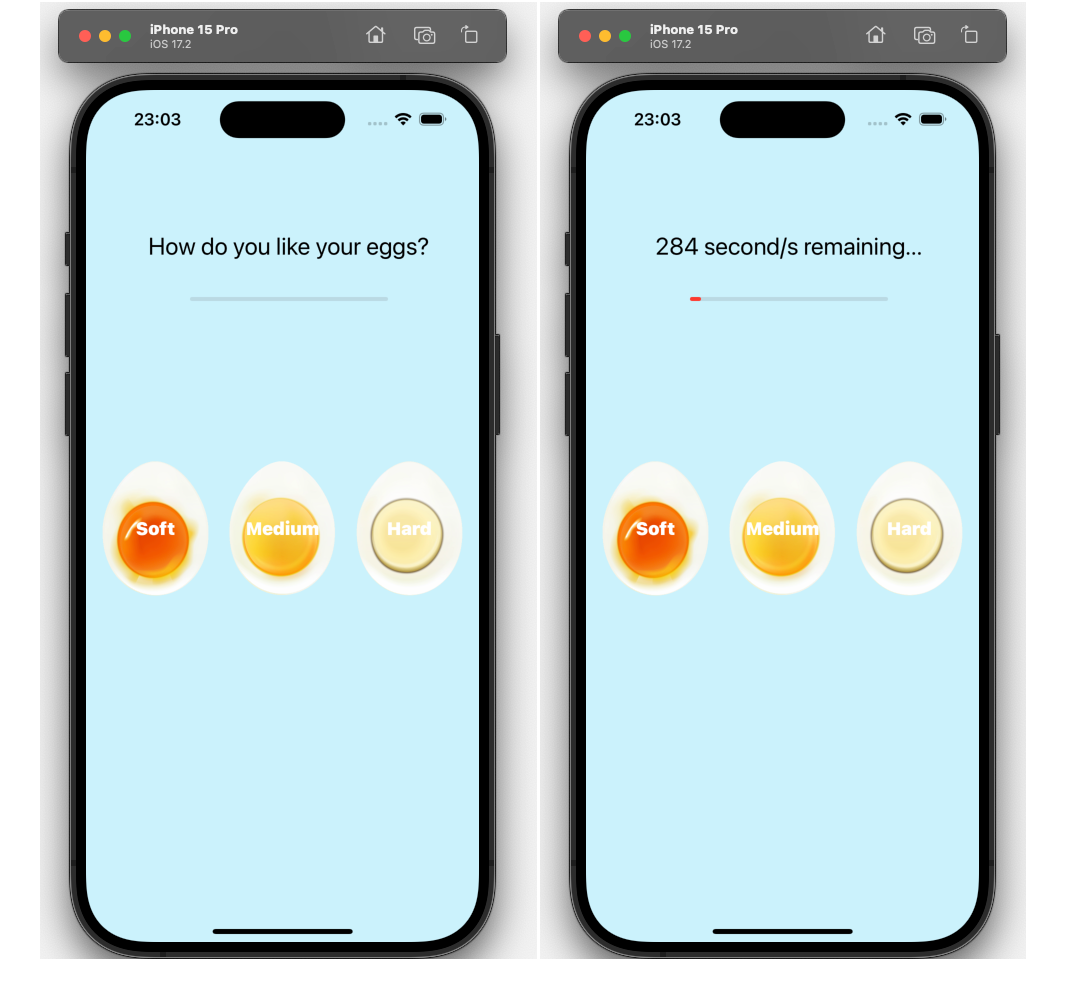 iPhone 15 Pro
iOS 17.2
23:03
How do you like your eggs?
Soft
Medium
Hard
iPhone 15 Pro
iOS 17.2
23:03
284 second/s remaining...
Soft
Medium
Hard